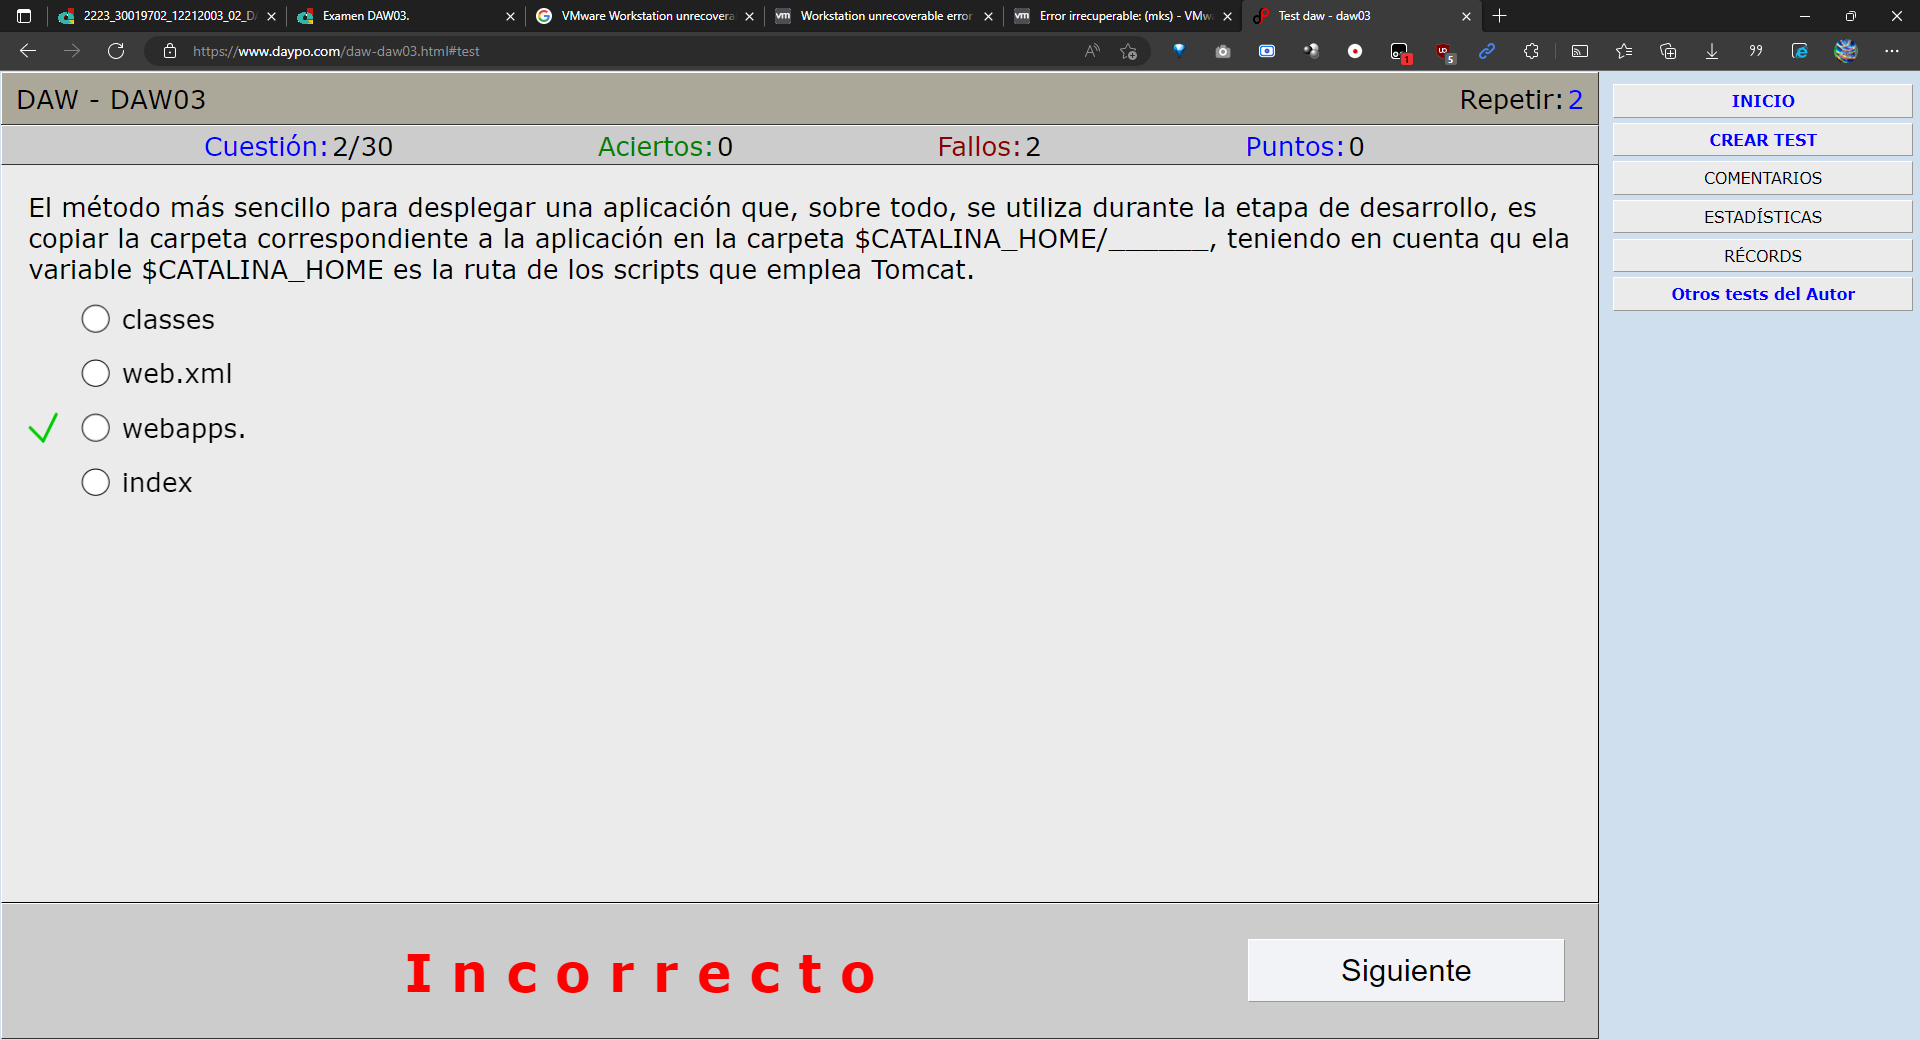 2223_30019702_12212003_02_D
Examen DAW03.
VMware Workstation unrecovera
Workstation unrecoverable error
Error irrecuperable: (mks) - VMw
Test daw - daw03
https://www.daypo.com/daw-daw03.html#test
1
5
DAW - DAW03
Repetir: 2
Cuestión: 2/30
Aciertos: 0
Fallos: 2
Puntos: 0
El método más sencillo para desplegar una aplicación que, sobre todo, se utiliza durante la etapa de desarrollo, es
copiar la carpeta correspondiente a la aplicación en la carpeta $CATALINA_HOME/______, teniendo en cuenta qu ela
variable $CATALINA_HOME es la ruta de los scripts que emplea Tomcat.
classes
web.xml
webapps.
index
Incorrecto
Siguiente
INICIO
CREAR TEST
COMENTARIOS
ESTADÍSTICAS
RÉCORDS
Otros tests del Autor